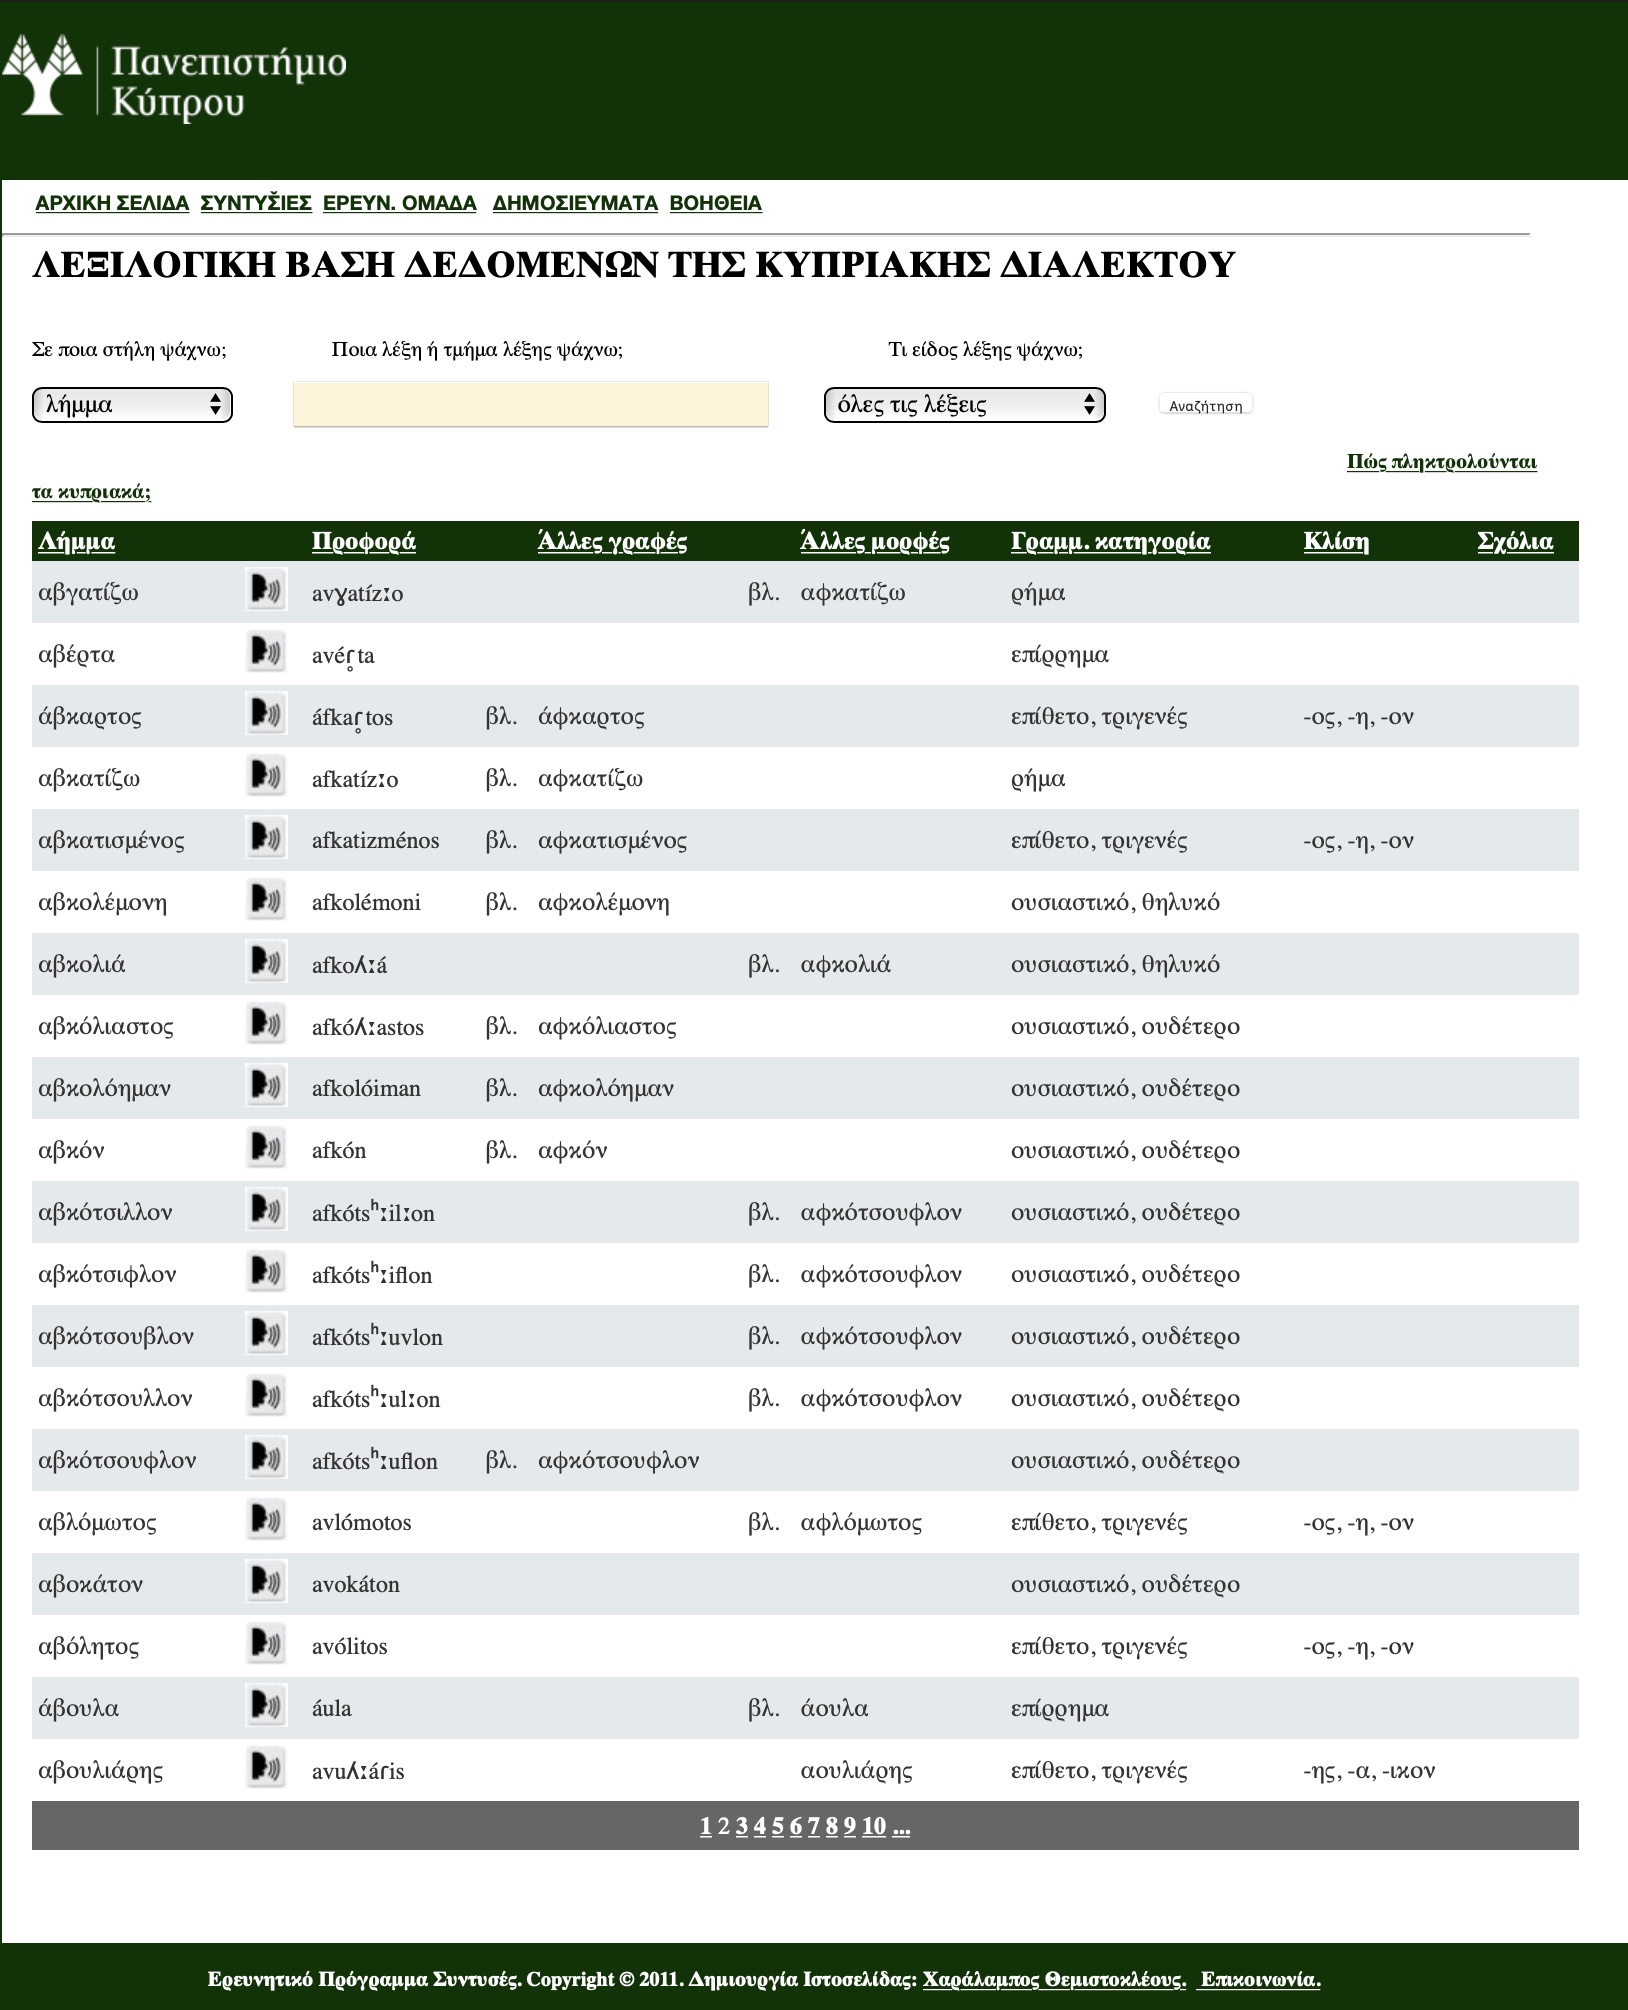 Πανεπιστήμιο
Κύπρου
ΑΡΧΙΚΗ ΣΕΛΙΔΑ ΣΥΝΤΥΣ̆ΙΕΣ ΕΡΕΥΝ. ΟΜΑΔΑ ΔΗΜΟΣΙΕΥΜΑΤΑ ΒΟΗΘΕΙΑ
ΛΕΞΙΛΟΓΙΚΗ ΒΑΣΗ ΔΕΔΟΜΕΝΩΝ ΤΗΣ ΚΥΠΡΙΑΚΗΣ ΔΙΑΛΕΚΤΟΥ
Σε ποια στήλη ψάχνω; Ποια λέξη ή τμήμα λέξης ψάχνω; Τι είδος λέξης ψάχνω;
λήμμα όλες τις λέξεις Αναζήτηση
Πώς πληκτρολούνται
τα κυπριακά;
Λήμμα Προφορά Άλλες γραφές Άλλες μορφές Γραμμ. κατηγορία Κλίση Σχόλια
αβγατίζω avɣatízːo βλ. αφκατίζω ρήμα
αβέρτα avéɾ̥ta επίρρημα
άβκαρτος áfkaɾ̥tos βλ. άφκαρτος επίθετο, τριγενές -ος, -η, -ον
αβκατίζω afkatízːo βλ. αφκατίζω ρήμα
αβκατισμένος afkatizménos βλ. αφκατισμένος επίθετο, τριγενές -ος, -η, -ον
αβκολέμονη afkolémoni βλ. αφκολέμονη ουσιαστικό, θηλυκό
αβκολιά afkoʎːá βλ. αφκολιά ουσιαστικό, θηλυκό
αβκόλιαστος afkóʎːastos βλ. αφκόλιαστος ουσιαστικό, ουδέτερο
αβκολόημαν afkolóiman βλ. αφκολόημαν ουσιαστικό, ουδέτερο
αβκόν afkón βλ. αφκόν ουσιαστικό, ουδέτερο
αβκότσιλλον afkótsʰːilːon βλ. αφκότσουφλον ουσιαστικό, ουδέτερο
αβκότσιφλον afkótsʰːiflon βλ. αφκότσουφλον ουσιαστικό, ουδέτερο
αβκότσουβλον afkótsʰːuvlon βλ. αφκότσουφλον ουσιαστικό, ουδέτερο
αβκότσουλλον afkótsʰːulːon βλ. αφκότσουφλον ουσιαστικό, ουδέτερο
αβκότσουφλον afkótsʰːuflon βλ. αφκότσουφλον ουσιαστικό, ουδέτερο
αβλόμωτος avlómotos βλ. αφλόμωτος επίθετο, τριγενές -ος, -η, -ον
αβοκάτον avokáton ουσιαστικό, ουδέτερο
αβόλητος avólitos επίθετο, τριγενές -ος, -η, -ον
άβουλα áula βλ. άουλα επίρρημα
αβουλιάρης avuʎːáɾis αουλιάρης επίθετο, τριγενές -ης, -α, -ικον
1 2 3 4 5 6 7 8 9 10 ...
Ερευνητικό Πρόγραμμα Συντυσές. Copyright © 2011. Δημιουργία Ιστοσελίδας: Χαράλαμπος Θεμιστοκλέους. Επικοινωνία.